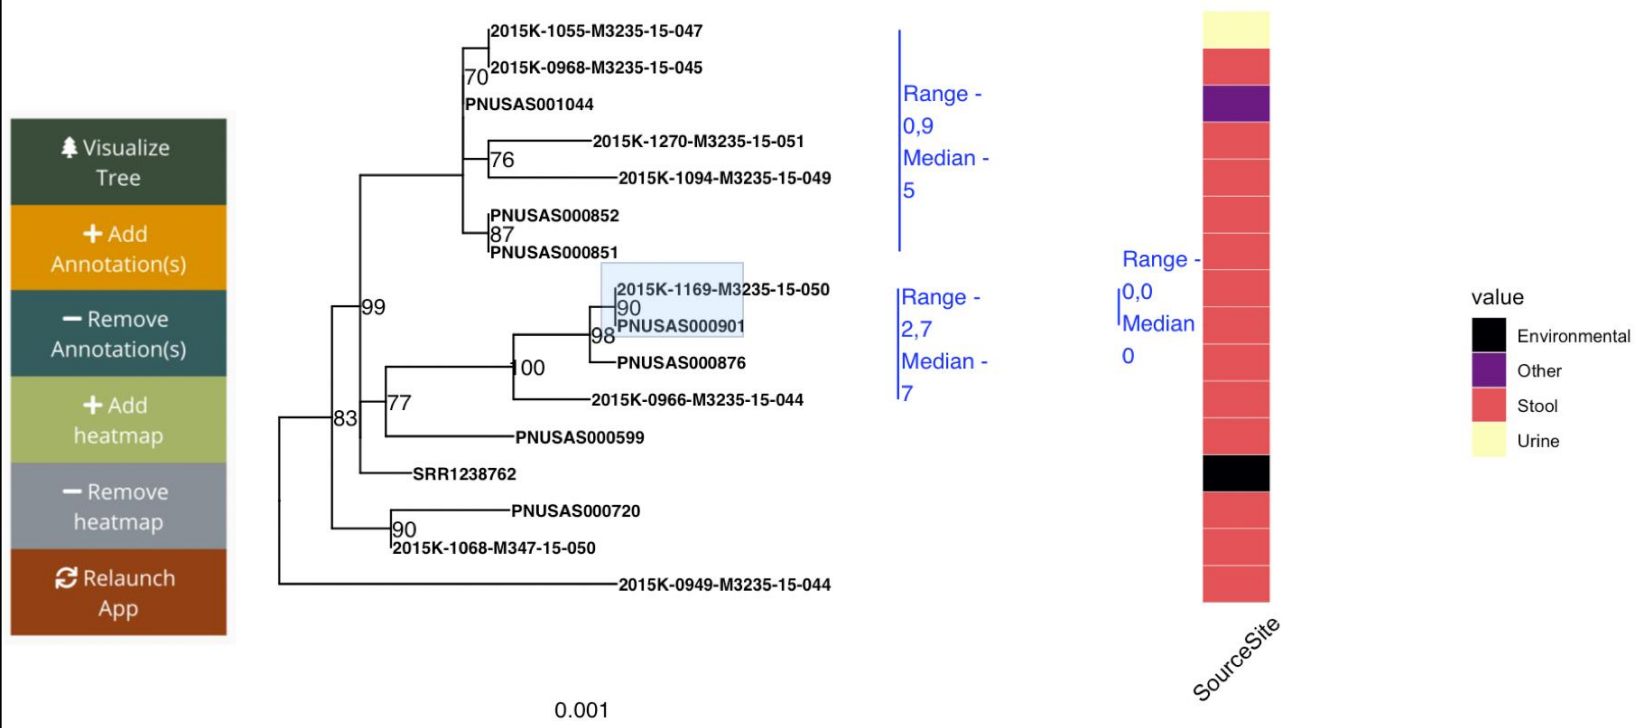 Visualize
Tree
Add
Annotation(s)
Remove
Annotation(s)
Add
heatmap
Remove
heatmap
Relaunch
App
2015K-1055-M3235-15-047
70
2015K-0968-M3235-15-045
PNUSAS001044
2015K-1270-M3235-15-051
76
2015K-1094-M3235-15-049
PNUSAS000852
87
PNUSAS000851
2015K-1169-M3235-15-050
90
PNUSAS000901
98
PNUSAS000876
99
100
2015K-0966-M3235-15-044
77
83
PNUSAS000599
SRR1238762
PNUSAS000720
90
2015K-1068-M347-15-050
2015K-0949-M3235-15-044
0.001
Range -
0,9
Median -
5
Range -
2,7
Median -
7
Range -
0,0
Median
0
SourceSite
value
Environmental
Other
Stool
Urine